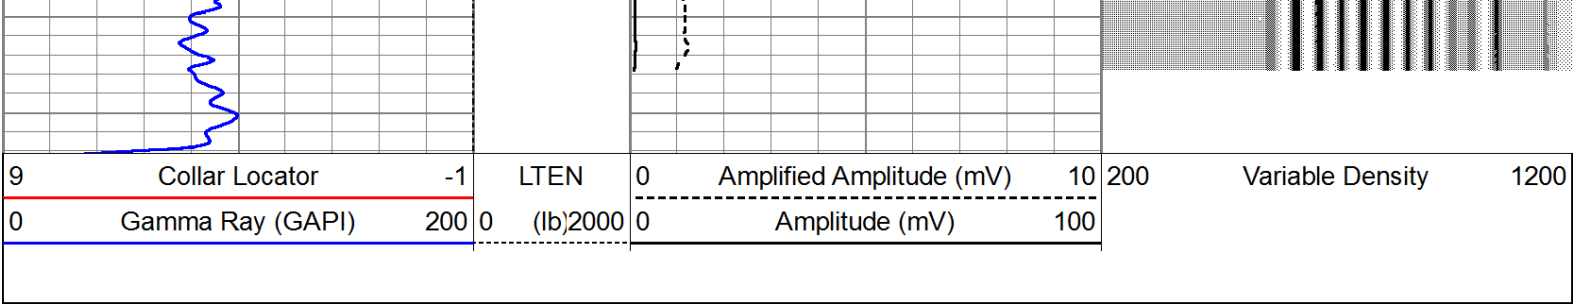 9 Collar Locator -1 LTEN 0 Amplified Amplitude (mV) 10 200 Variable Density 1200
0 Gamma Ray (GAPI) 200 0 (lb)2000 0 Amplitude (mV) 100